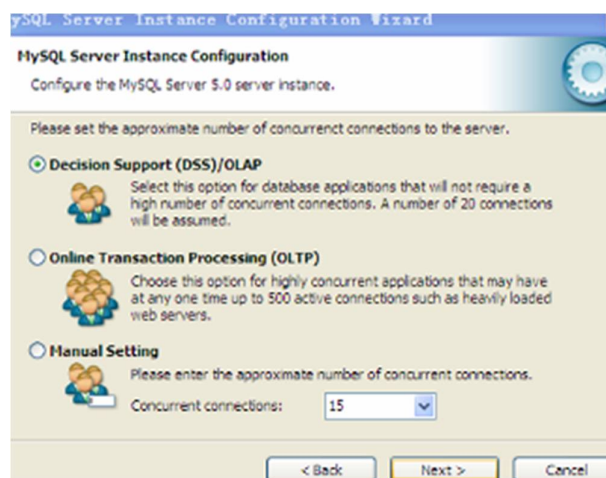 ySQL Server Instance Configuration Wizard
MySQL Server Instance Configuration
Configure the MySQL Server 5.0 server instance.
Please set the approximate number of concurrenct connections to the server.
Decision Support (DSS)/OLAP
Select this option for database applications that will not require a
high number of concurrent connections. A number of 20 connections
will be assumed.
Online Transaction Processing (OLTP)
Choose this option for highly concurrent applications that may have
at any one time up to 500 active connections such as heavily loaded
web servers.
Manual Setting
Please enter the approximate number of concurrent connections.
Concurrent connections: 15
< Back Next > Cancel